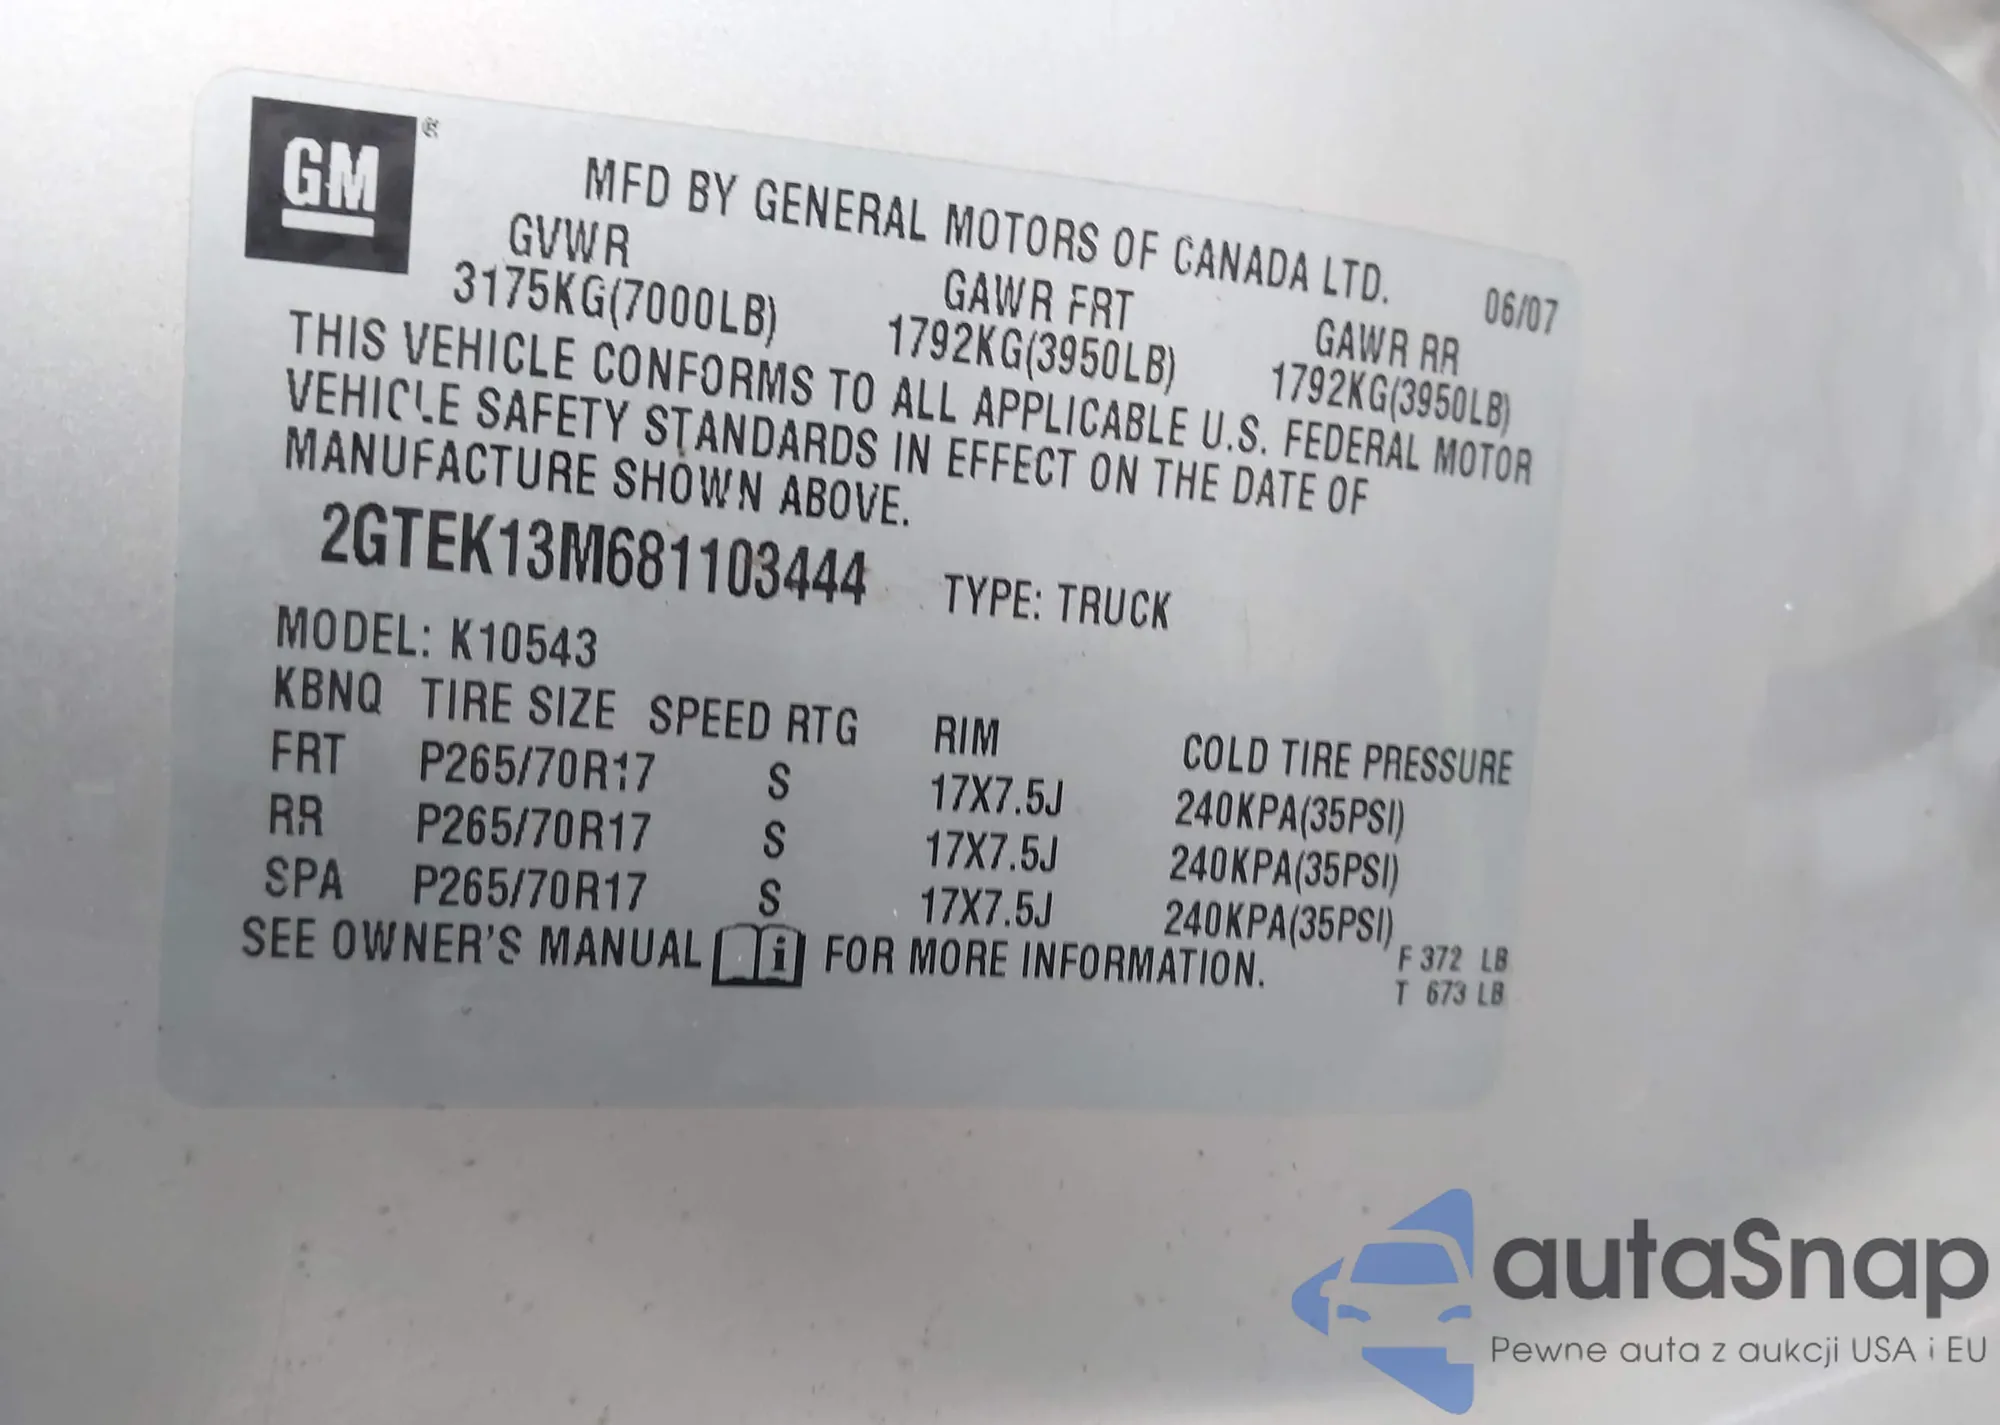 GM ®
MFD BY GENERAL MOTORS OF CANADA LTD.
06/07
GVWR GAWR FRT GAWR RR
3175KG(7000LB) 1792KG(3950LB) 1792KG(3950LB)
THIS VEHICLE CONFORMS TO ALL APPLICABLE U.S. FEDERAL MOTOR
VEHICLE SAFETY STANDARDS IN EFFECT ON THE DATE OF
MANUFACTURE SHOWN ABOVE.
2GTEK13M681103444 TYPE: TRUCK
MODEL: K10543
KBNQ TIRE SIZE SPEED RTG RIM COLD TIRE PRESSURE
FRT P265/70R17 S 17X7.5J 240KPA(35PSI)
RR P265/70R17 S 17X7.5J 240KPA(35PSI)
SPA P265/70R17 S 17X7.5J 240KPA(35PSI)
SEE OWNER'S MANUAL i FOR MORE INFORMATION.
F 372 LB
T 673 LB
autaSnap
Pewne auta z aukcji USA i EU